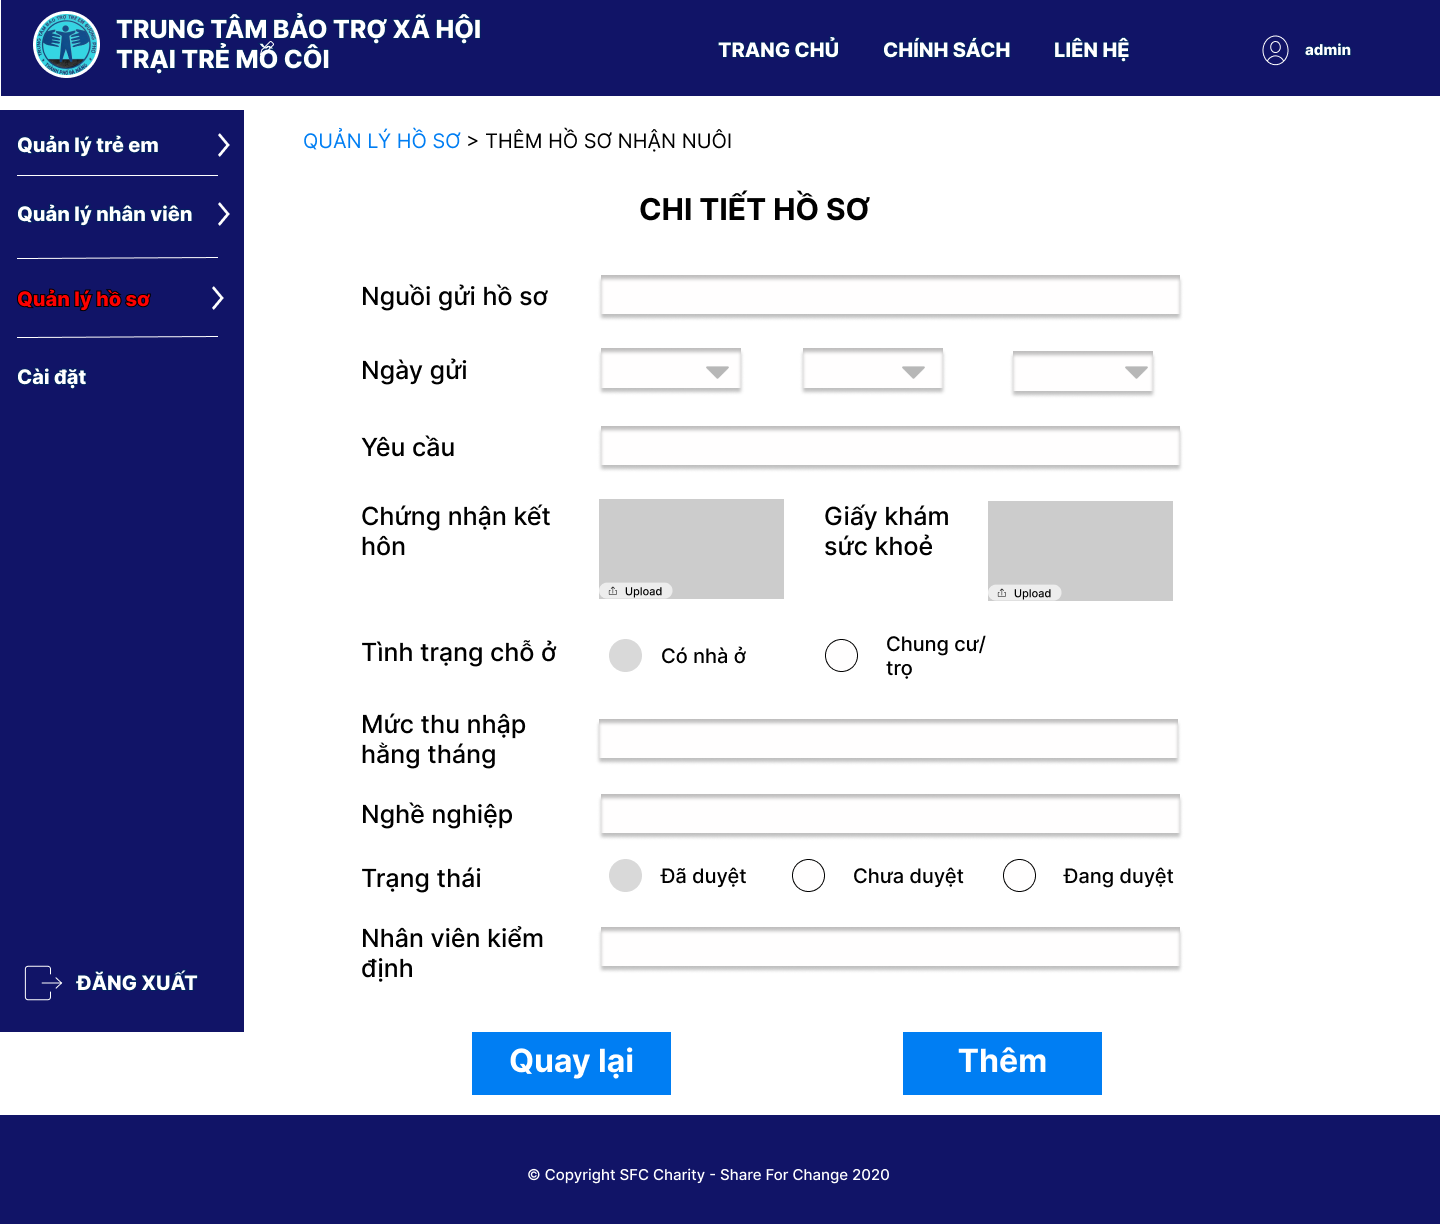 TRUNG TÂM BẢO TRỢ XÃ HỘI
TRẠI TRẺ MỒ CÔI
TRANG CHỦ
CHÍNH SÁCH
LIÊN HỆ
admin
Quản lý trẻ em
Quản lý nhân viên
Quản lý hồ sơ
Cài đặt
ĐĂNG XUẤT
QUẢN LÝ HỒ SƠ > THÊM HỒ SƠ NHẬN NUÔI
CHI TIẾT HỒ SƠ
Nguồi gửi hồ sơ
Ngày gửi
Yêu cầu
Chứng nhận kết
hôn
Upload
Giấy khám
sức khoẻ
Upload
Tình trạng chỗ ở
Có nhà ở
Chung cư/
trọ
Mức thu nhập
hằng tháng
Nghề nghiệp
Trạng thái
Đã duyệt
Chưa duyệt
Đang duyệt
Nhân viên kiểm
định
Quay lại
Thêm
© Copyright SFC Charity - Share For Change 2020